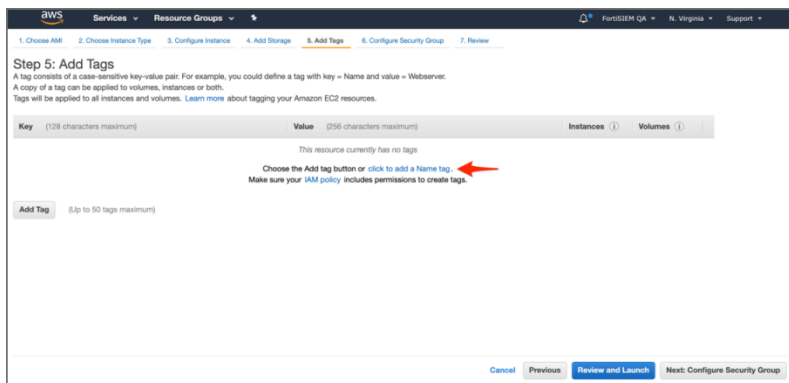 aws Services Resource Groups FortiSIEM QA N. Virginia Support
1. Choose AMI 2. Choose Instance Type 3. Configure Instance 4. Add Storage 5. Add Tags 6. Configure Security Group 7. Review
Step 5: Add Tags
A tag consists of a case-sensitive key-value pair. For example, you could define a tag with key = Name and value = Webserver.
A copy of a tag can be applied to volumes, instances or both.
Tags will be applied to all instances and volumes. Learn more about tagging your Amazon EC2 resources.
Key (128 characters maximum) Value (256 characters maximum) Instances i Volumes i
This resource currently has no tags
Choose the Add tag button or click to add a Name tag.
Make sure your IAM policy includes permissions to create tags.
Add Tag (Up to 50 tags maximum)
Cancel Previous Review and Launch Next: Configure Security Group